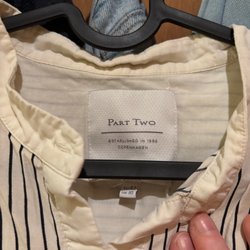 PART TWO
ESTABLISHED IN 1986
COPENHAGEN